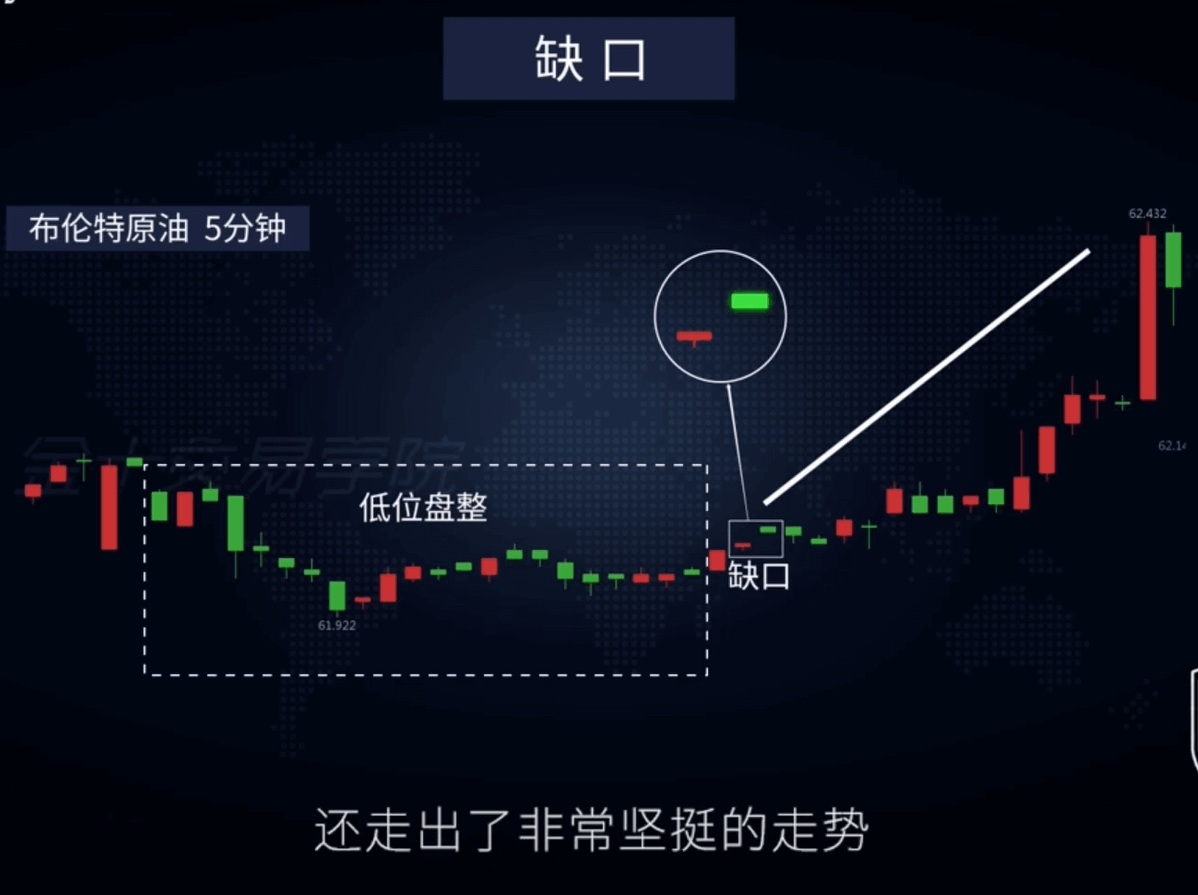 缺口
布伦特原油 5分钟
62.432
62.14
金十交易学院
低位盘整
缺口
61.922
还走出了非常坚挺的走势